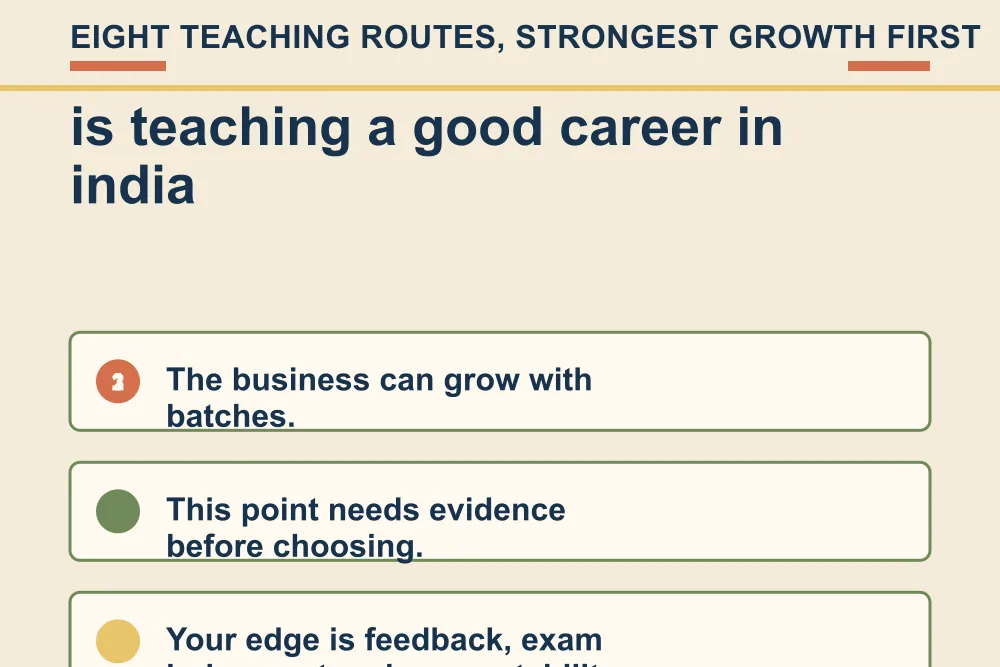 EIGHT TEACHING ROUTES, STRONGEST GROWTH FIRST
is teaching a good career in
india
The business can grow with
batches.
This point needs evidence
before choosing.
Your edge is feedback, exam